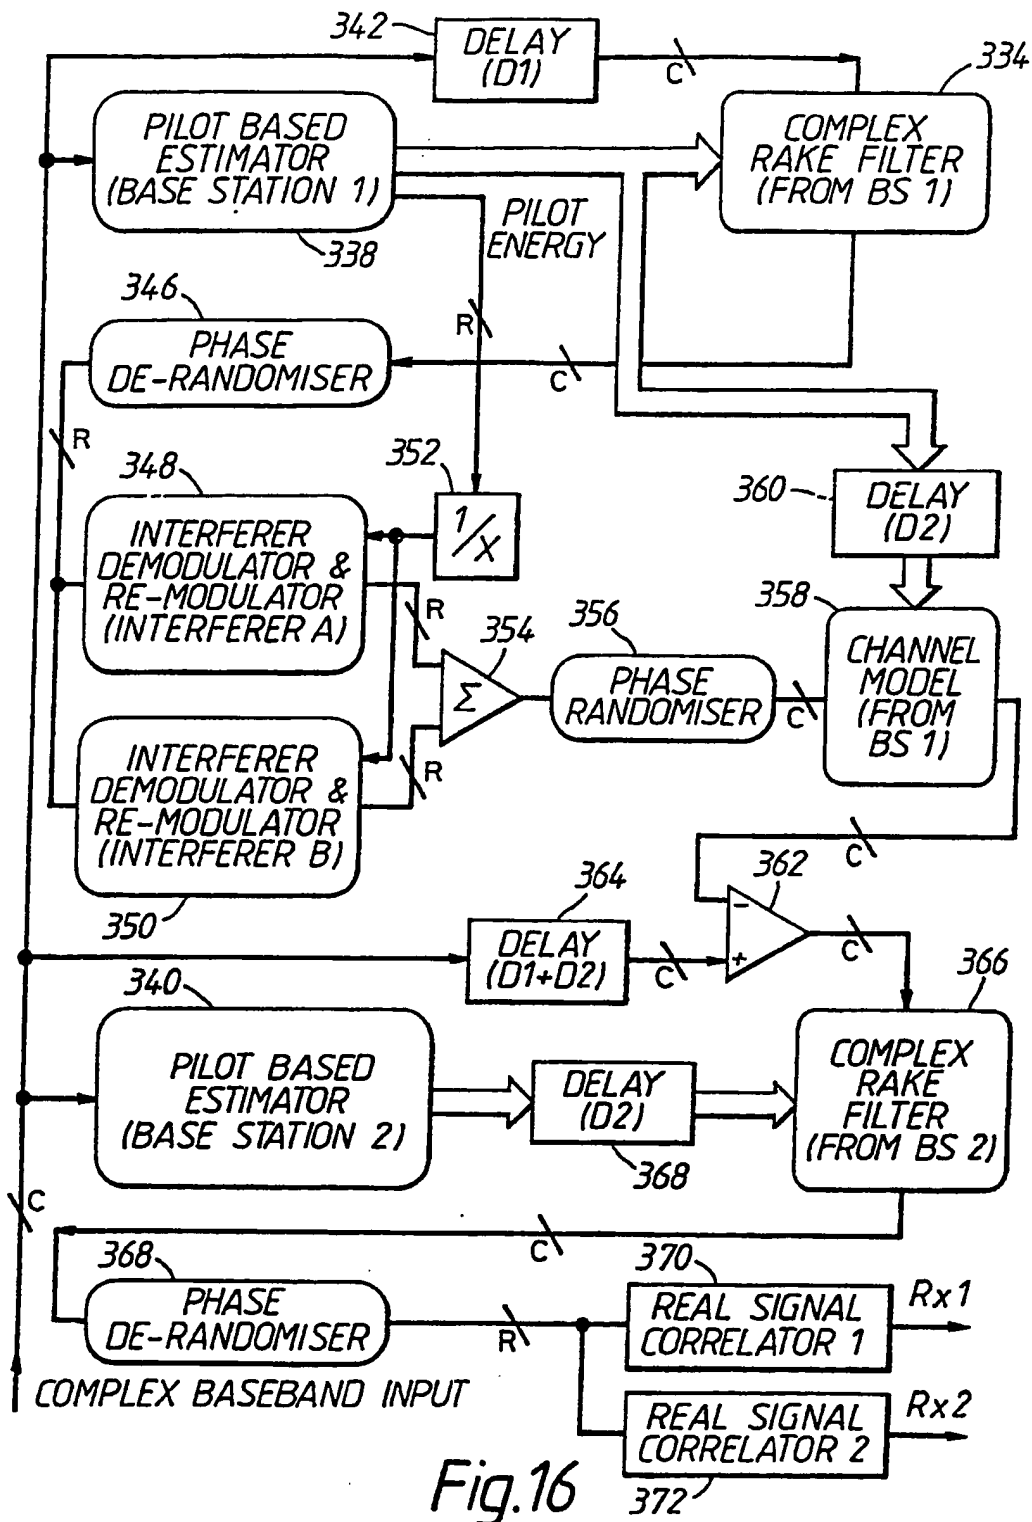 342
DELAY
(D1)
C
334
PILOT BASED
ESTIMATOR
(BASE STATION 1)
338
COMPLEX
RAKE FILTER
(FROM BS 1)
PILOT
ENERGY
R
346
PHASE
DE-RANDOMISER
C
R
348
INTERFERER
DEMODULATOR &
RE-MODULATOR
(INTERFERER A)
352
1/X
360
DELAY
(D2)
R
354
Σ
356
PHASE
RANDOMISER
C
358
CHANNEL
MODEL
(FROM
BS 1)
INTERFERER
DEMODULATOR &
RE-MODULATOR
(INTERFERER B)
350
R
C
364
DELAY
(D1+D2)
C
362
-
+
C
366
340
PILOT BASED
ESTIMATOR
(BASE STATION 2)
DELAY
(D2)
368
COMPLEX
RAKE
FILTER
(FROM BS 2)
C
C
368
PHASE
DE-RANDOMISER
R
370
REAL SIGNAL
CORRELATOR 1
Rx1
COMPLEX BASEBAND INPUT
REAL SIGNAL
CORRELATOR 2
Rx2
372
Fig.16